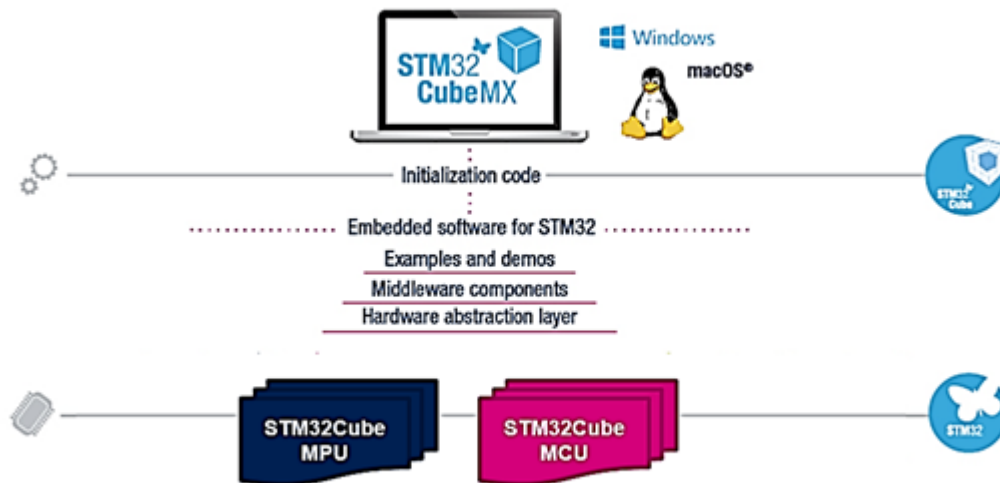 STM32
CubeMX
Windows
macOS®
Initialization code
STM32
Cube
Embedded software for STM32
Examples and demos
Middleware components
Hardware abstraction layer
STM32Cube
MPU
STM32Cube
MCU
STM32